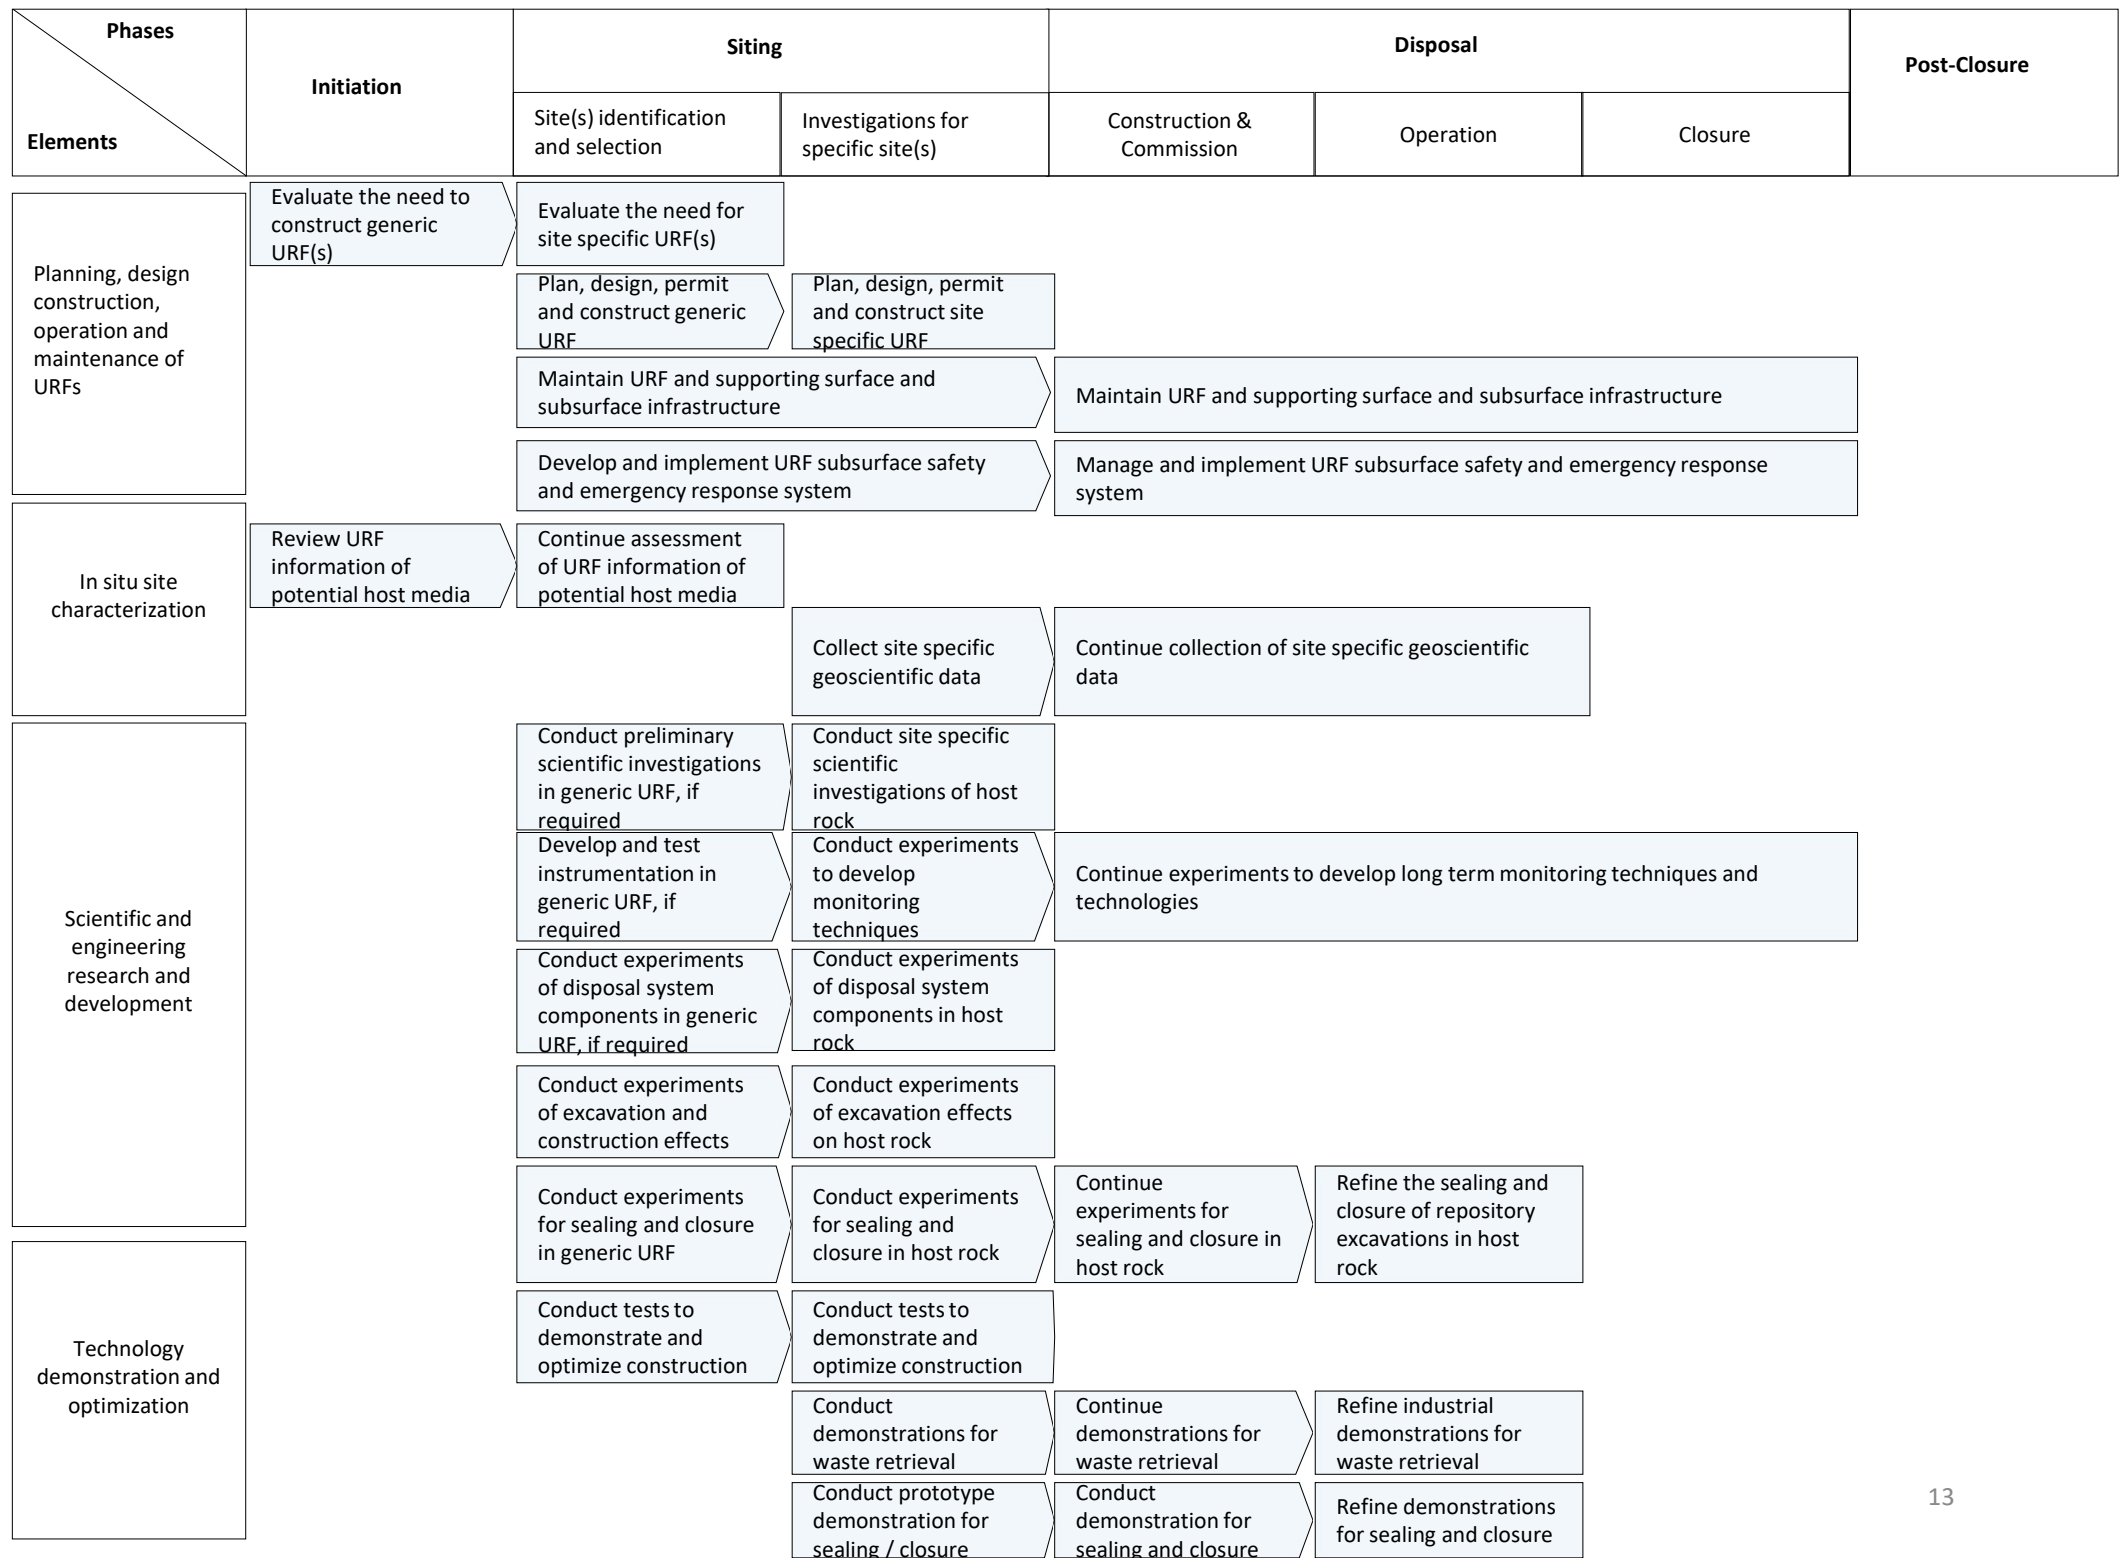 Phases
Elements
Initiation
Siting
Disposal
Post-Closure
Site(s) identification
and selection
Investigations for
specific site(s)
Construction &
Commission
Operation
Closure
Planning, design
construction,
operation and
maintenance of
URFs
Evaluate the need to
construct generic
URF(s)
Evaluate the need for
site specific URF(s)
Plan, design, permit
and construct generic
URF
Plan, design, permit
and construct site
specific URF
Maintain URF and supporting surface and
subsurface infrastructure
Maintain URF and supporting surface and subsurface infrastructure
Develop and implement URF subsurface safety
and emergency response system
Manage and implement URF subsurface safety and emergency response
system
In situ site
characterization
Review URF
information of
potential host media
Continue assessment
of URF information of
potential host media
Collect site specific
geoscientific data
Continue collection of site specific geoscientific
data
Scientific and
engineering
research and
development
Conduct preliminary
scientific investigations
in generic URF, if
required
Conduct site specific
scientific
investigations of host
rock
Develop and test
instrumentation in
generic URF, if
required
Conduct experiments
to develop
monitoring
techniques
Continue experiments to develop long term monitoring techniques and
technologies
Conduct experiments
of disposal system
components in generic
URF, if required
Conduct experiments
of disposal system
components in host
rock
Conduct experiments
of excavation and
construction effects
Conduct experiments
of excavation effects
on host rock
Conduct experiments
for sealing and closure
in generic URF
Conduct experiments
for sealing and
closure in host rock
Continue
experiments for
sealing and closure in
host rock
Refine the sealing and
closure of repository
excavations in host
rock
Technology
demonstration and
optimization
Conduct tests to
demonstrate and
optimize construction
Conduct tests to
demonstrate and
optimize construction
Conduct
demonstrations for
waste retrieval
Continue
demonstrations for
waste retrieval
Refine industrial
demonstrations for
waste retrieval
Conduct prototype
demonstration for
sealing / closure
Conduct
demonstration for
sealing and closure
Refine demonstrations
for sealing and closure
13